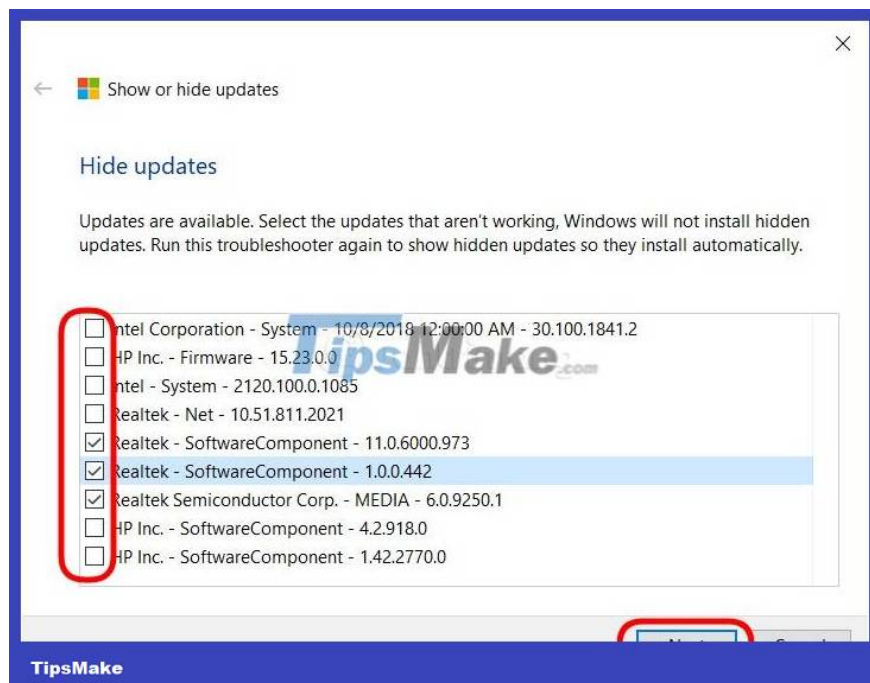 Show or hide updates
Hide updates
Updates are available. Select the updates that aren't working, Windows will not install hidden
updates. Run this troubleshooter again to show hidden updates so they install automatically.
Intel Corporation - System - 10/8/2018 12:00:00 AM - 30.100.1841.2
HP Inc. - Firmware - 15.23.0.0
Intel - System - 2120.100.0.1085
Realtek - Net - 10.51.811.2021
Realtek - SoftwareComponent - 11.0.6000.973
Realtek - SoftwareComponent - 1.0.0.442
Realtek Semiconductor Corp. - MEDIA - 6.0.9250.1
HP Inc. - SoftwareComponent - 4.2.918.0
HP Inc. - SoftwareComponent - 1.42.2770.0
TipsMake.com
TipsMake